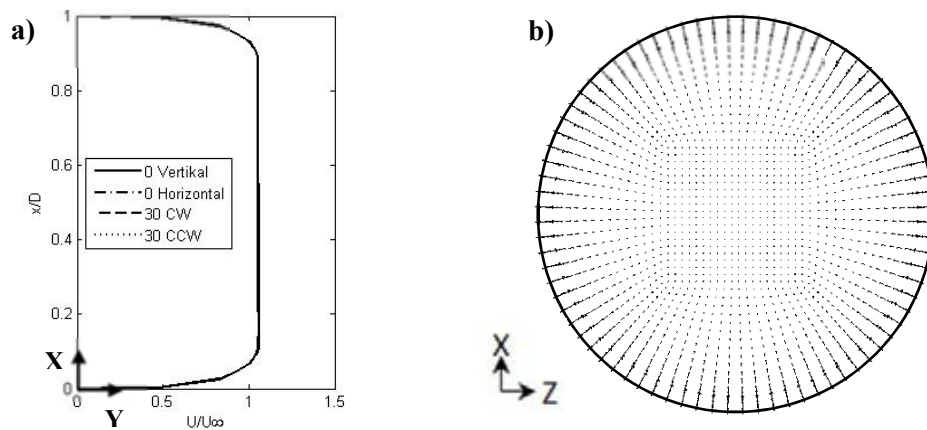 a)
1
0.8
0.6
0.4
0.2
0
x/D
0 Vertikal
0 Horizontal
30 CW
30 CCW
X
Y
0
0.5
1
1.5
U/U∞
b)
X
Z